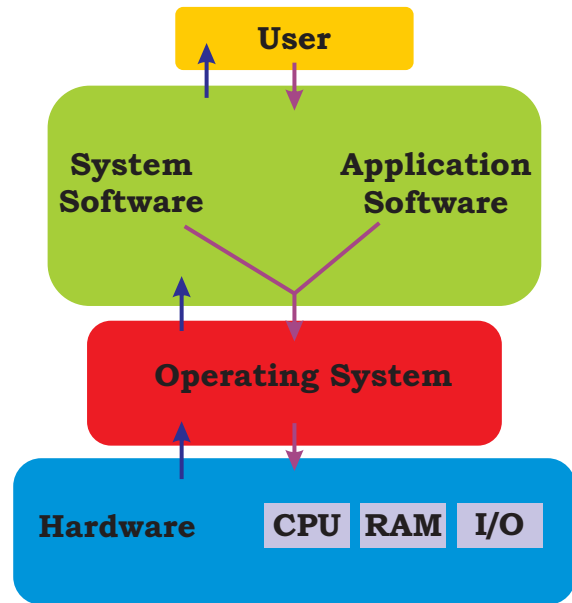 User
System
Software
Application
Software
Operating System
Hardware
CPU
RAM
I/O